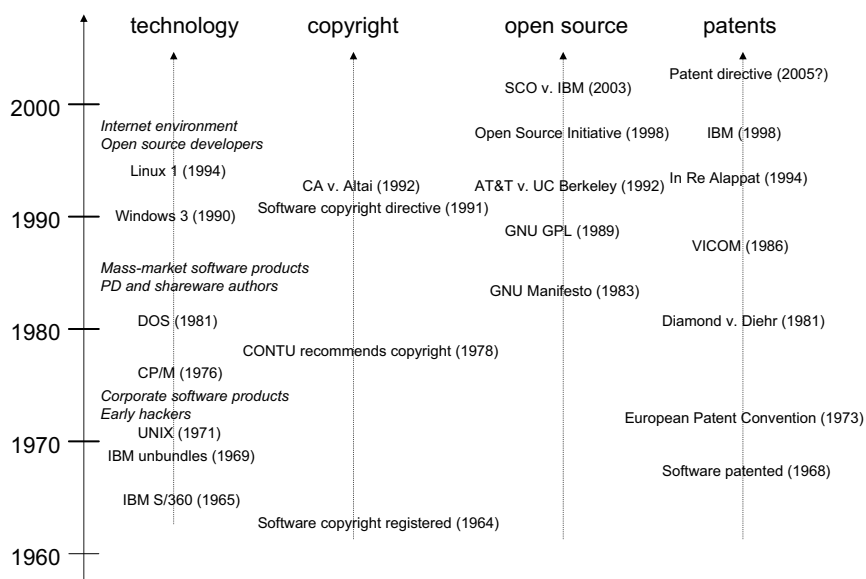 technology
copyright
open source
patents
2000
1990
1980
1970
1960
Internet environment
Open source developers
Linux 1 (1994)
Windows 3 (1990)
Mass-market software products
PD and shareware authors
DOS (1981)
CP/M (1976)
Corporate software products
Early hackers
UNIX (1971)
IBM unbundles (1969)
IBM S/360 (1965)
CA v. Altai (1992)
Software copyright directive (1991)
CONTU recommends copyright (1978)
Software copyright registered (1964)
SCO v. IBM (2003)
Open Source Initiative (1998)
AT&T v. UC Berkeley (1992)
GNU GPL (1989)
GNU Manifesto (1983)
Patent directive (2005?)
IBM (1998)
In Re Alappat (1994)
VICOM (1986)
Diamond v. Diehr (1981)
European Patent Convention (1973)
Software patented (1968)